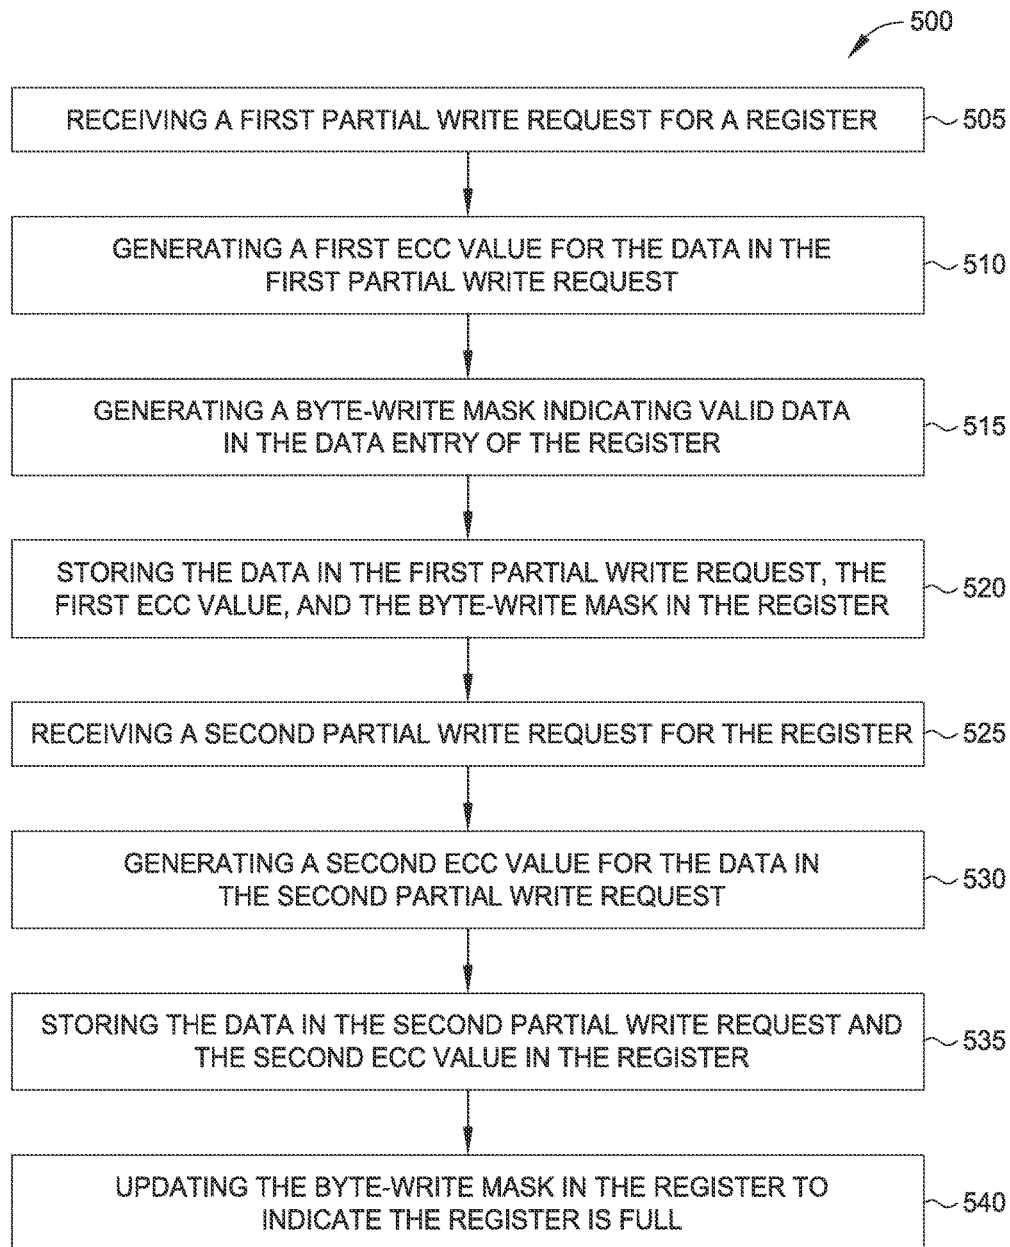 500
RECEIVING A FIRST PARTIAL WRITE REQUEST FOR A REGISTER
505
GENERATING A FIRST ECC VALUE FOR THE DATA IN THE
FIRST PARTIAL WRITE REQUEST
510
GENERATING A BYTE-WRITE MASK INDICATING VALID DATA
IN THE DATA ENTRY OF THE REGISTER
515
STORING THE DATA IN THE FIRST PARTIAL WRITE REQUEST, THE
FIRST ECC VALUE, AND THE BYTE-WRITE MASK IN THE REGISTER
520
RECEIVING A SECOND PARTIAL WRITE REQUEST FOR THE REGISTER
525
GENERATING A SECOND ECC VALUE FOR THE DATA IN
THE SECOND PARTIAL WRITE REQUEST
530
STORING THE DATA IN THE SECOND PARTIAL WRITE REQUEST AND
THE SECOND ECC VALUE IN THE REGISTER
535
UPDATING THE BYTE-WRITE MASK IN THE REGISTER TO
INDICATE THE REGISTER IS FULL
540